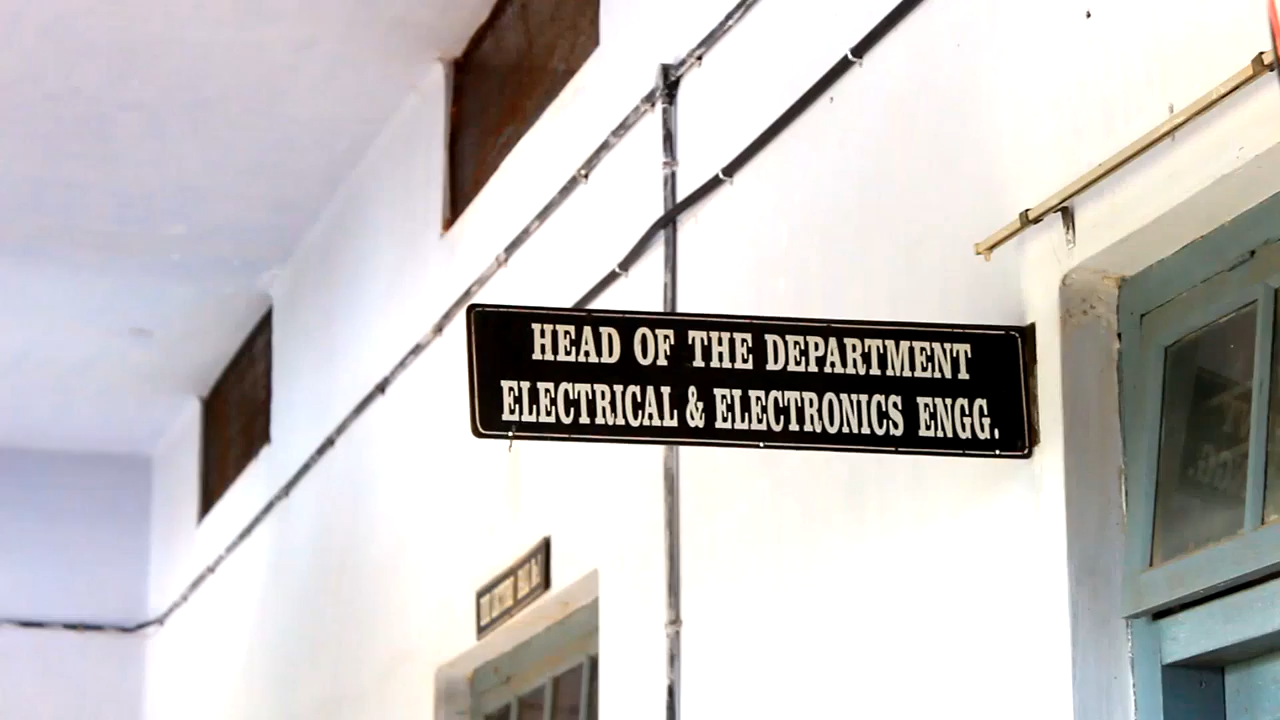 HEAD OF THE DEPARTMENT
ELECTRICAL & ELECTRONICS ENGG.